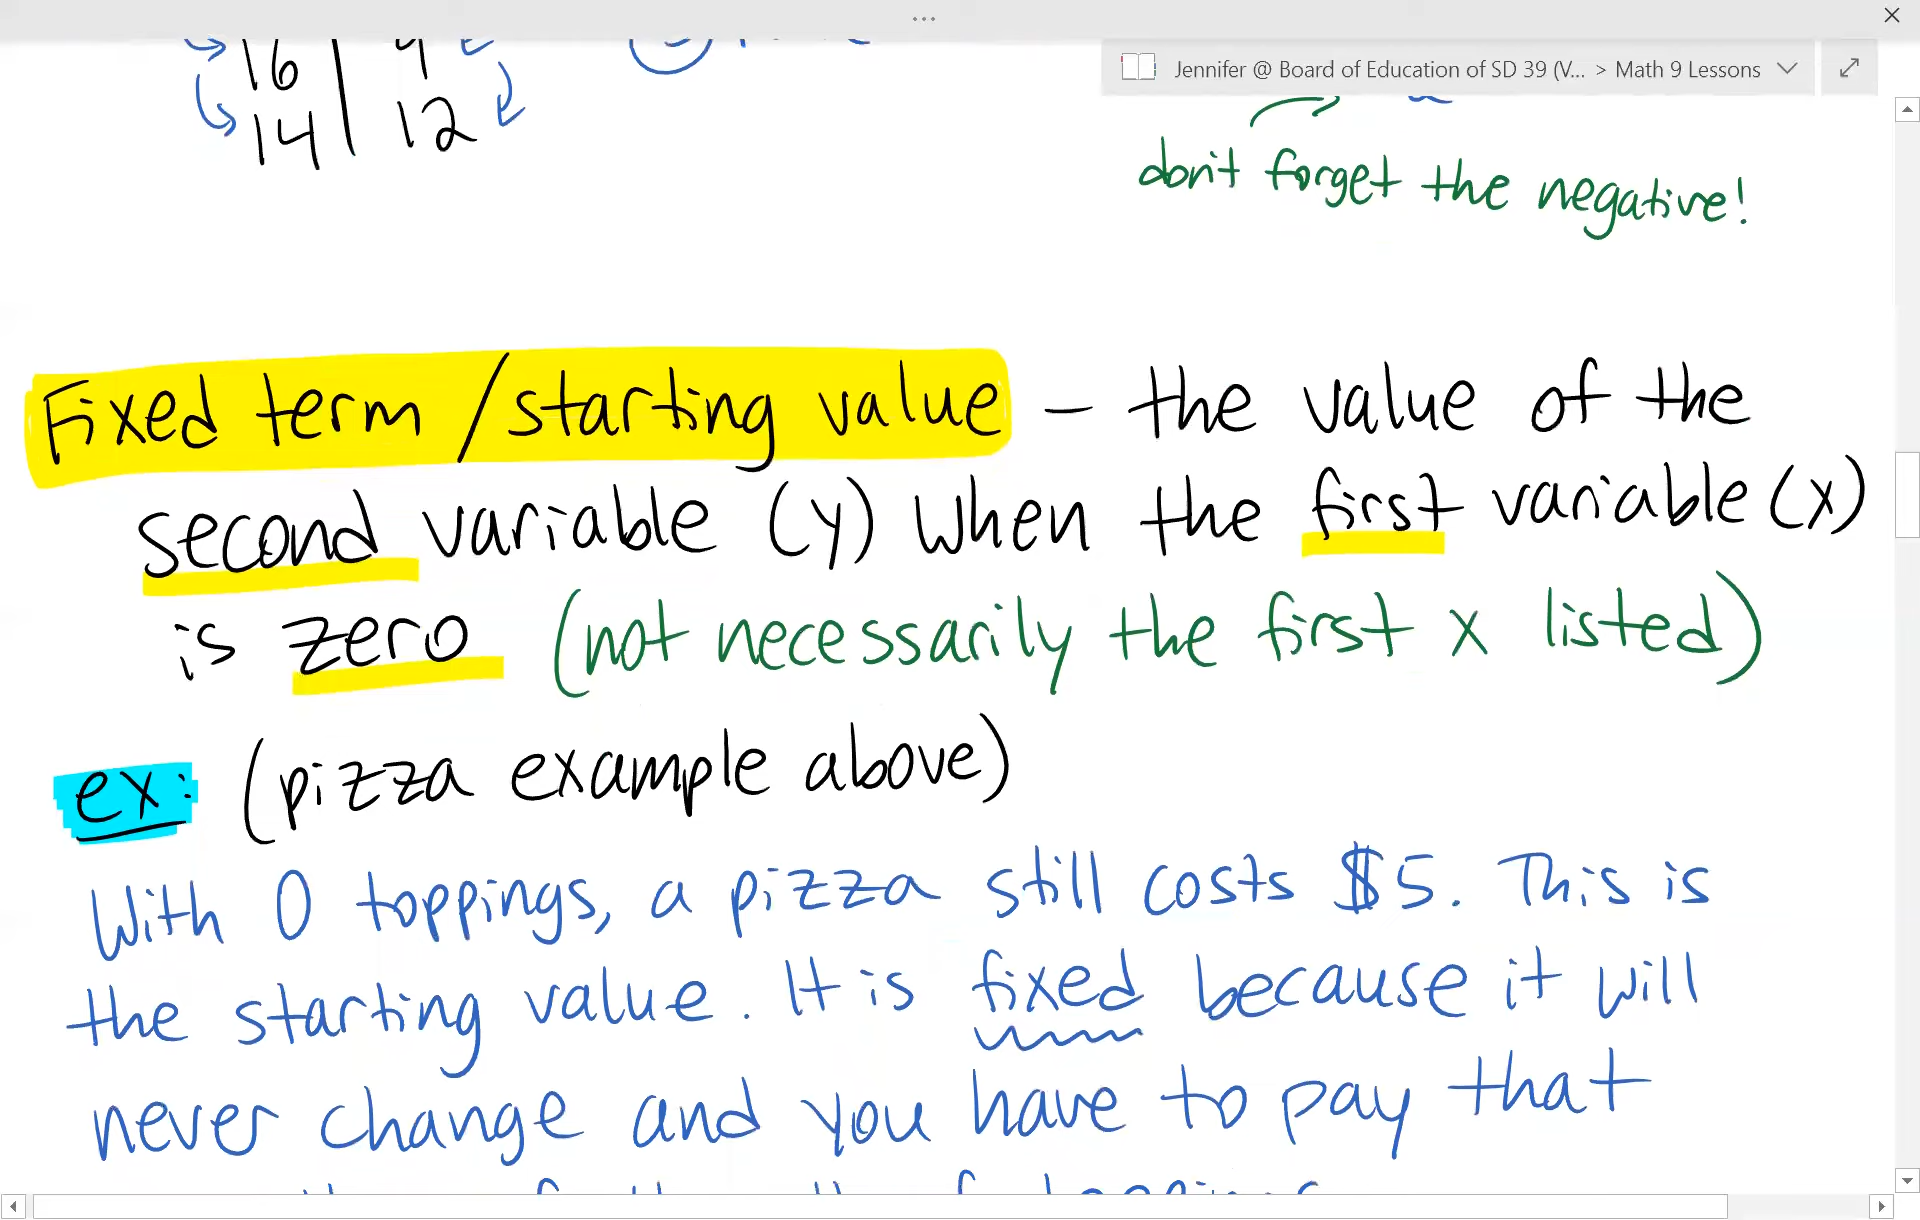 Jennifer @ Board of Education of SD 39 (V... > Math 9 Lessons
16
14 | 12
don't forget the negative!
Fixed term/starting value – the value of the
second variable (y) when the first variable (x)
is zero (not necessarily the first x listed)
ex: (pizza example above)
With 0 toppings, a pizza still costs $5. This is
the starting value. It is fixed because it will
never change and you have to pay that